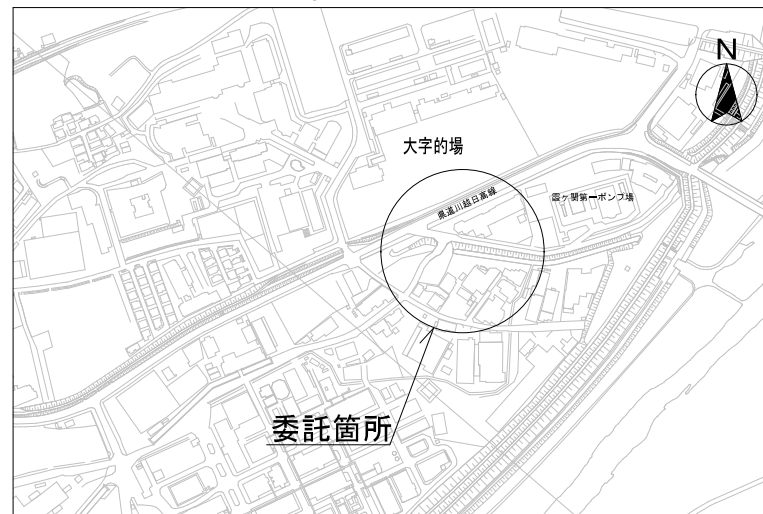 N
大字的場
県道川越日高線
霞ヶ関第一ポンプ場
委託箇所